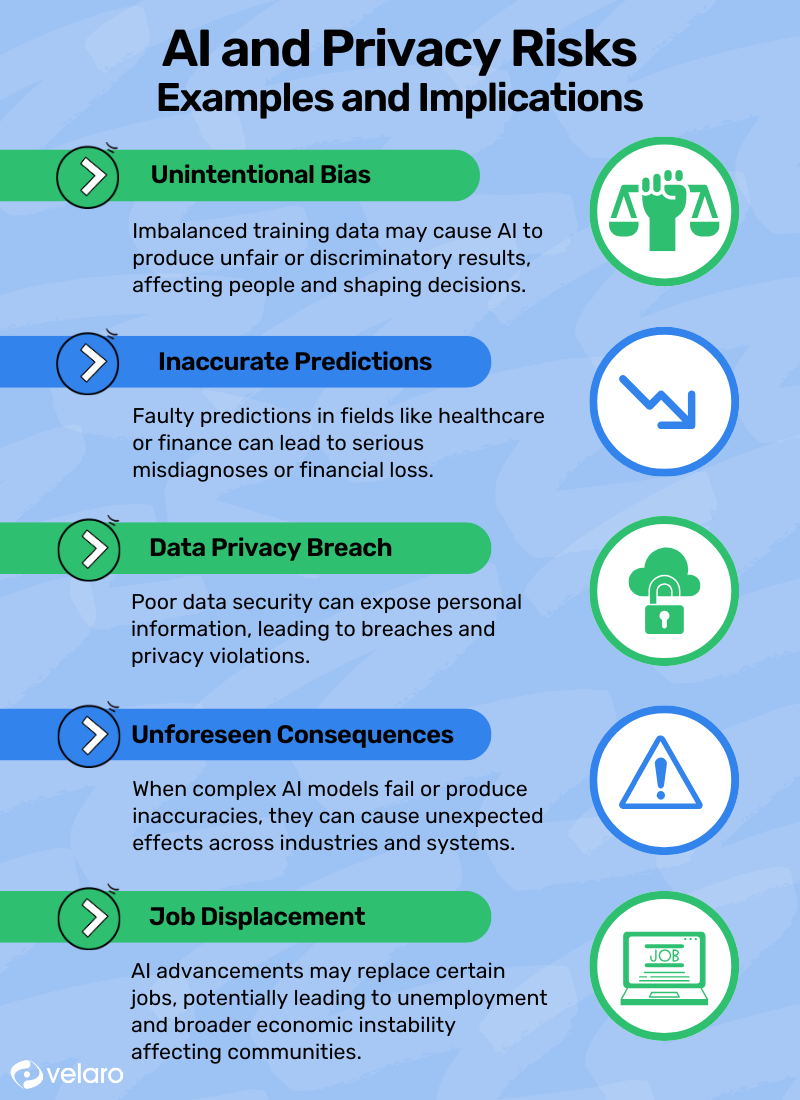 AI and Privacy Risks
Examples and Implications
Unintentional Bias
Imbalanced training data may cause AI to
produce unfair or discriminatory results,
affecting people and shaping decisions.
Inaccurate Predictions
Faulty predictions in fields like healthcare
or finance can lead to serious
misdiagnoses or financial loss.
Data Privacy Breach
Poor data security can expose personal
information, leading to breaches and
privacy violations.
Unforeseen Consequences
When complex AI models fail or produce
inaccuracies, they can cause unexpected
effects across industries and systems.
Job Displacement
JOB
AI advancements may replace certain
jobs, potentially leading to unemployment
and broader economic instability
affecting communities.
velaro